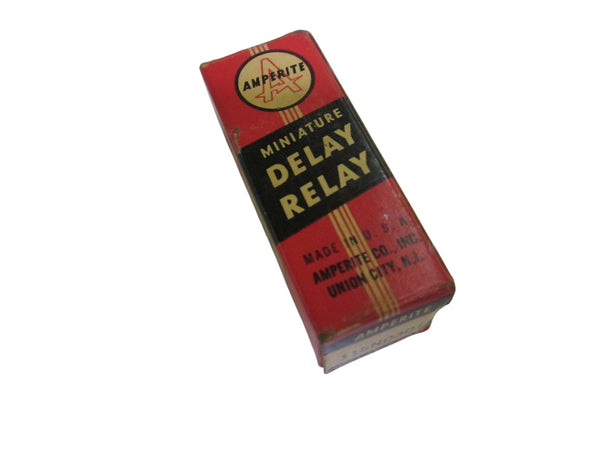 A
AMPERITE
MINIATURE
DELAY
RELAY
MADE IN U. S. A.
AMPERITE CO., INC.
UNION CITY, N.J.
AMPERITE